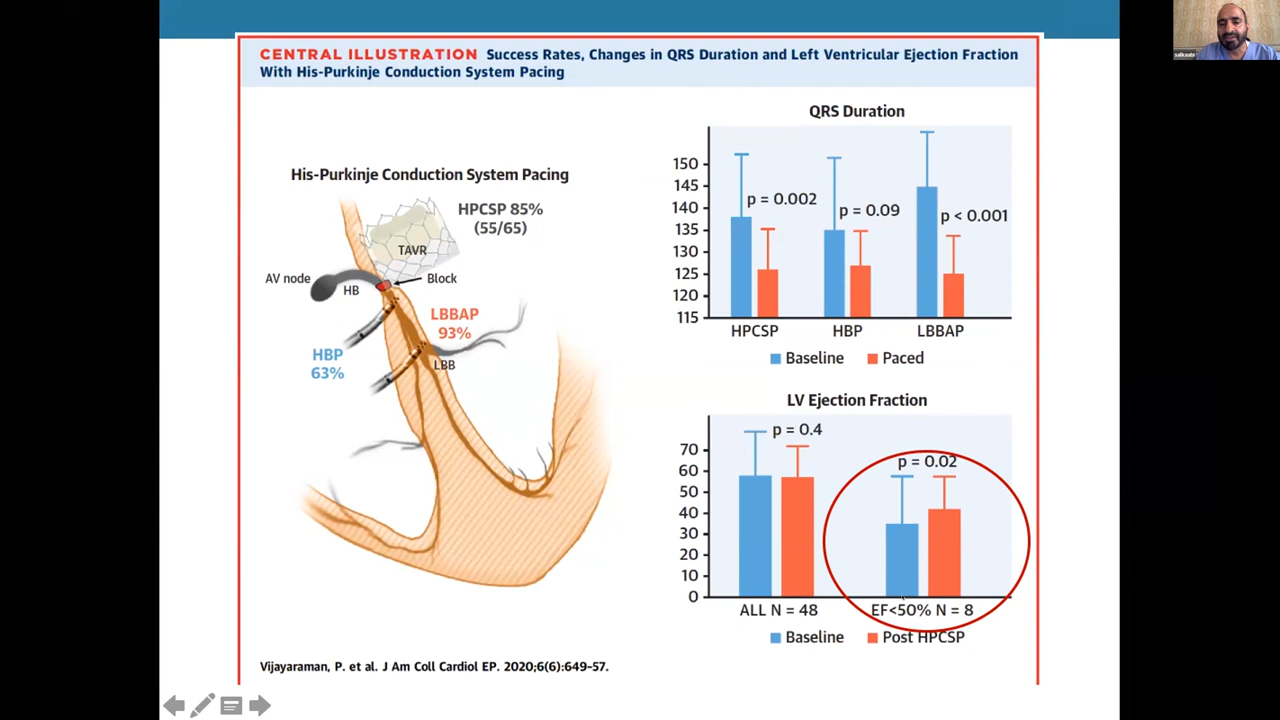 CENTRAL ILLUSTRATION Success Rates, Changes in QRS Duration and Left Ventricular Ejection Fraction
With His-Purkinje Conduction System Pacing
His-Purkinje Conduction System Pacing
HPCSP 85%
(55/65)
TAVR
AV node
HB
Block
LBBAP
93%
HBP
63%
LBB
QRS Duration
150
145
140
135
130
125
120
115
p = 0.002
p = 0.09
p < 0.001
HPCSP
HBP
LBBAP
Baseline
Paced
LV Ejection Fraction
70
60
50
40
30
20
10
0
p = 0.4
p = 0.02
ALL N = 48
EF<50% N = 8
Baseline
Post HPCSP
Vijayaraman, P. et al. J Am Coll Cardiol EP. 2020;6(6):649–57.